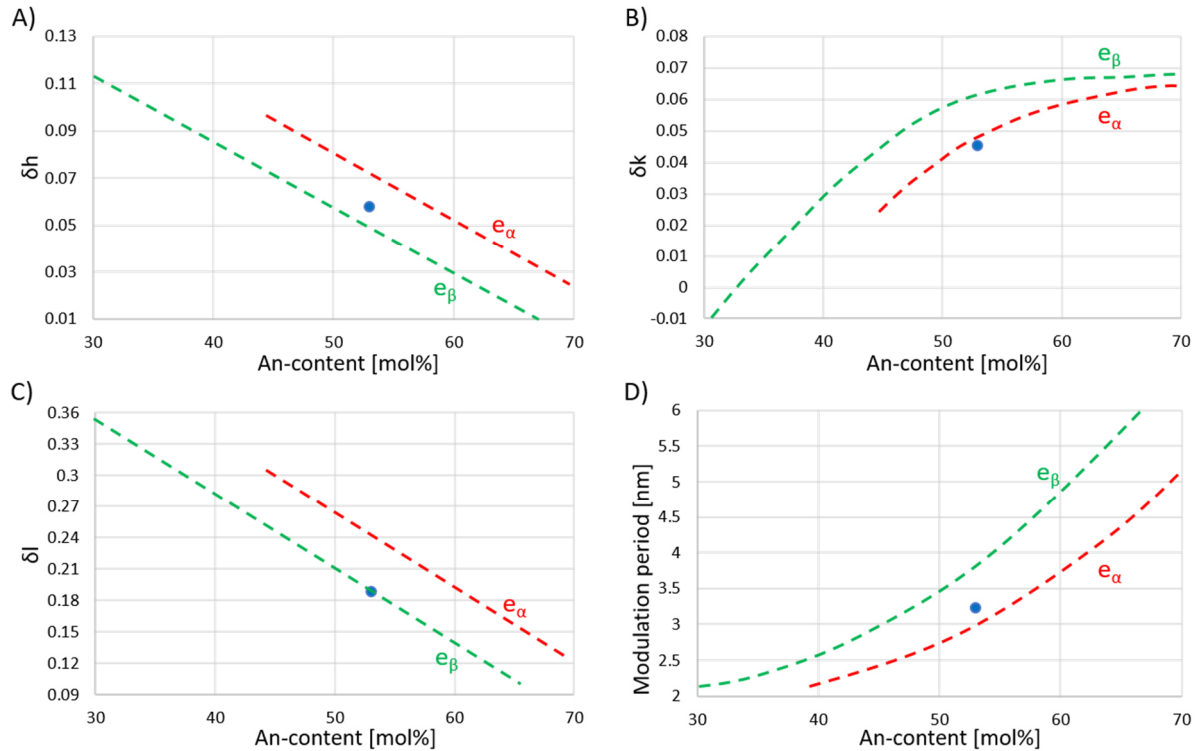 A)
0.13
0.11
0.09
0.07
0.05
0.03
0.01
δh
eα
eβ
30 40 50 60 70
An-content [mol%]
B)
0.08
0.07
0.06
0.05
0.04
0.03
0.02
0.01
0
-0.01
δk
eβ
eα
30 40 50 60 70
An-content [mol%]
C)
0.36
0.33
0.3
0.27
0.24
0.21
0.18
0.15
0.12
0.09
δl
eα
eβ
30 40 50 60 70
An-content [mol%]
D)
6
5.5
5
4.5
4
3.5
3
2.5
2
Modulation period [nm]
eβ
eα
30 40 50 60 70
An-content [mol%]